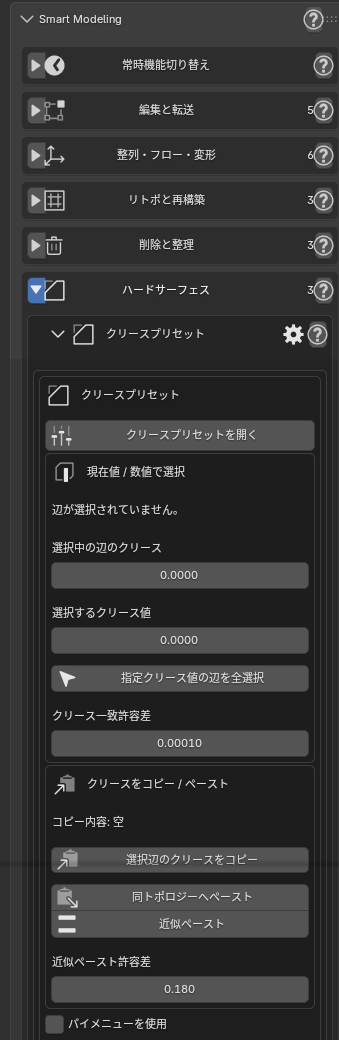 Smart Modeling
常時機能切り替え
編集と転送 5
整列・フロー・変形 6
リトポと再構築 3
削除と整理 3
ハードサーフェス 3
クリースプリセット
クリースプリセット
クリースプリセットを開く
現在値 / 数値で選択
辺が選択されていません。
選択中の辺のクリース
0.0000
選択するクリース値
0.0000
指定クリース値の辺を全選択
クリース一致許容差
0.00010
クリースをコピー / ペースト
コピー内容: 空
選択辺のクリースをコピー
同トポロジーへペースト
近似ペースト
近似ペースト許容差
0.180
パイメニューを使用